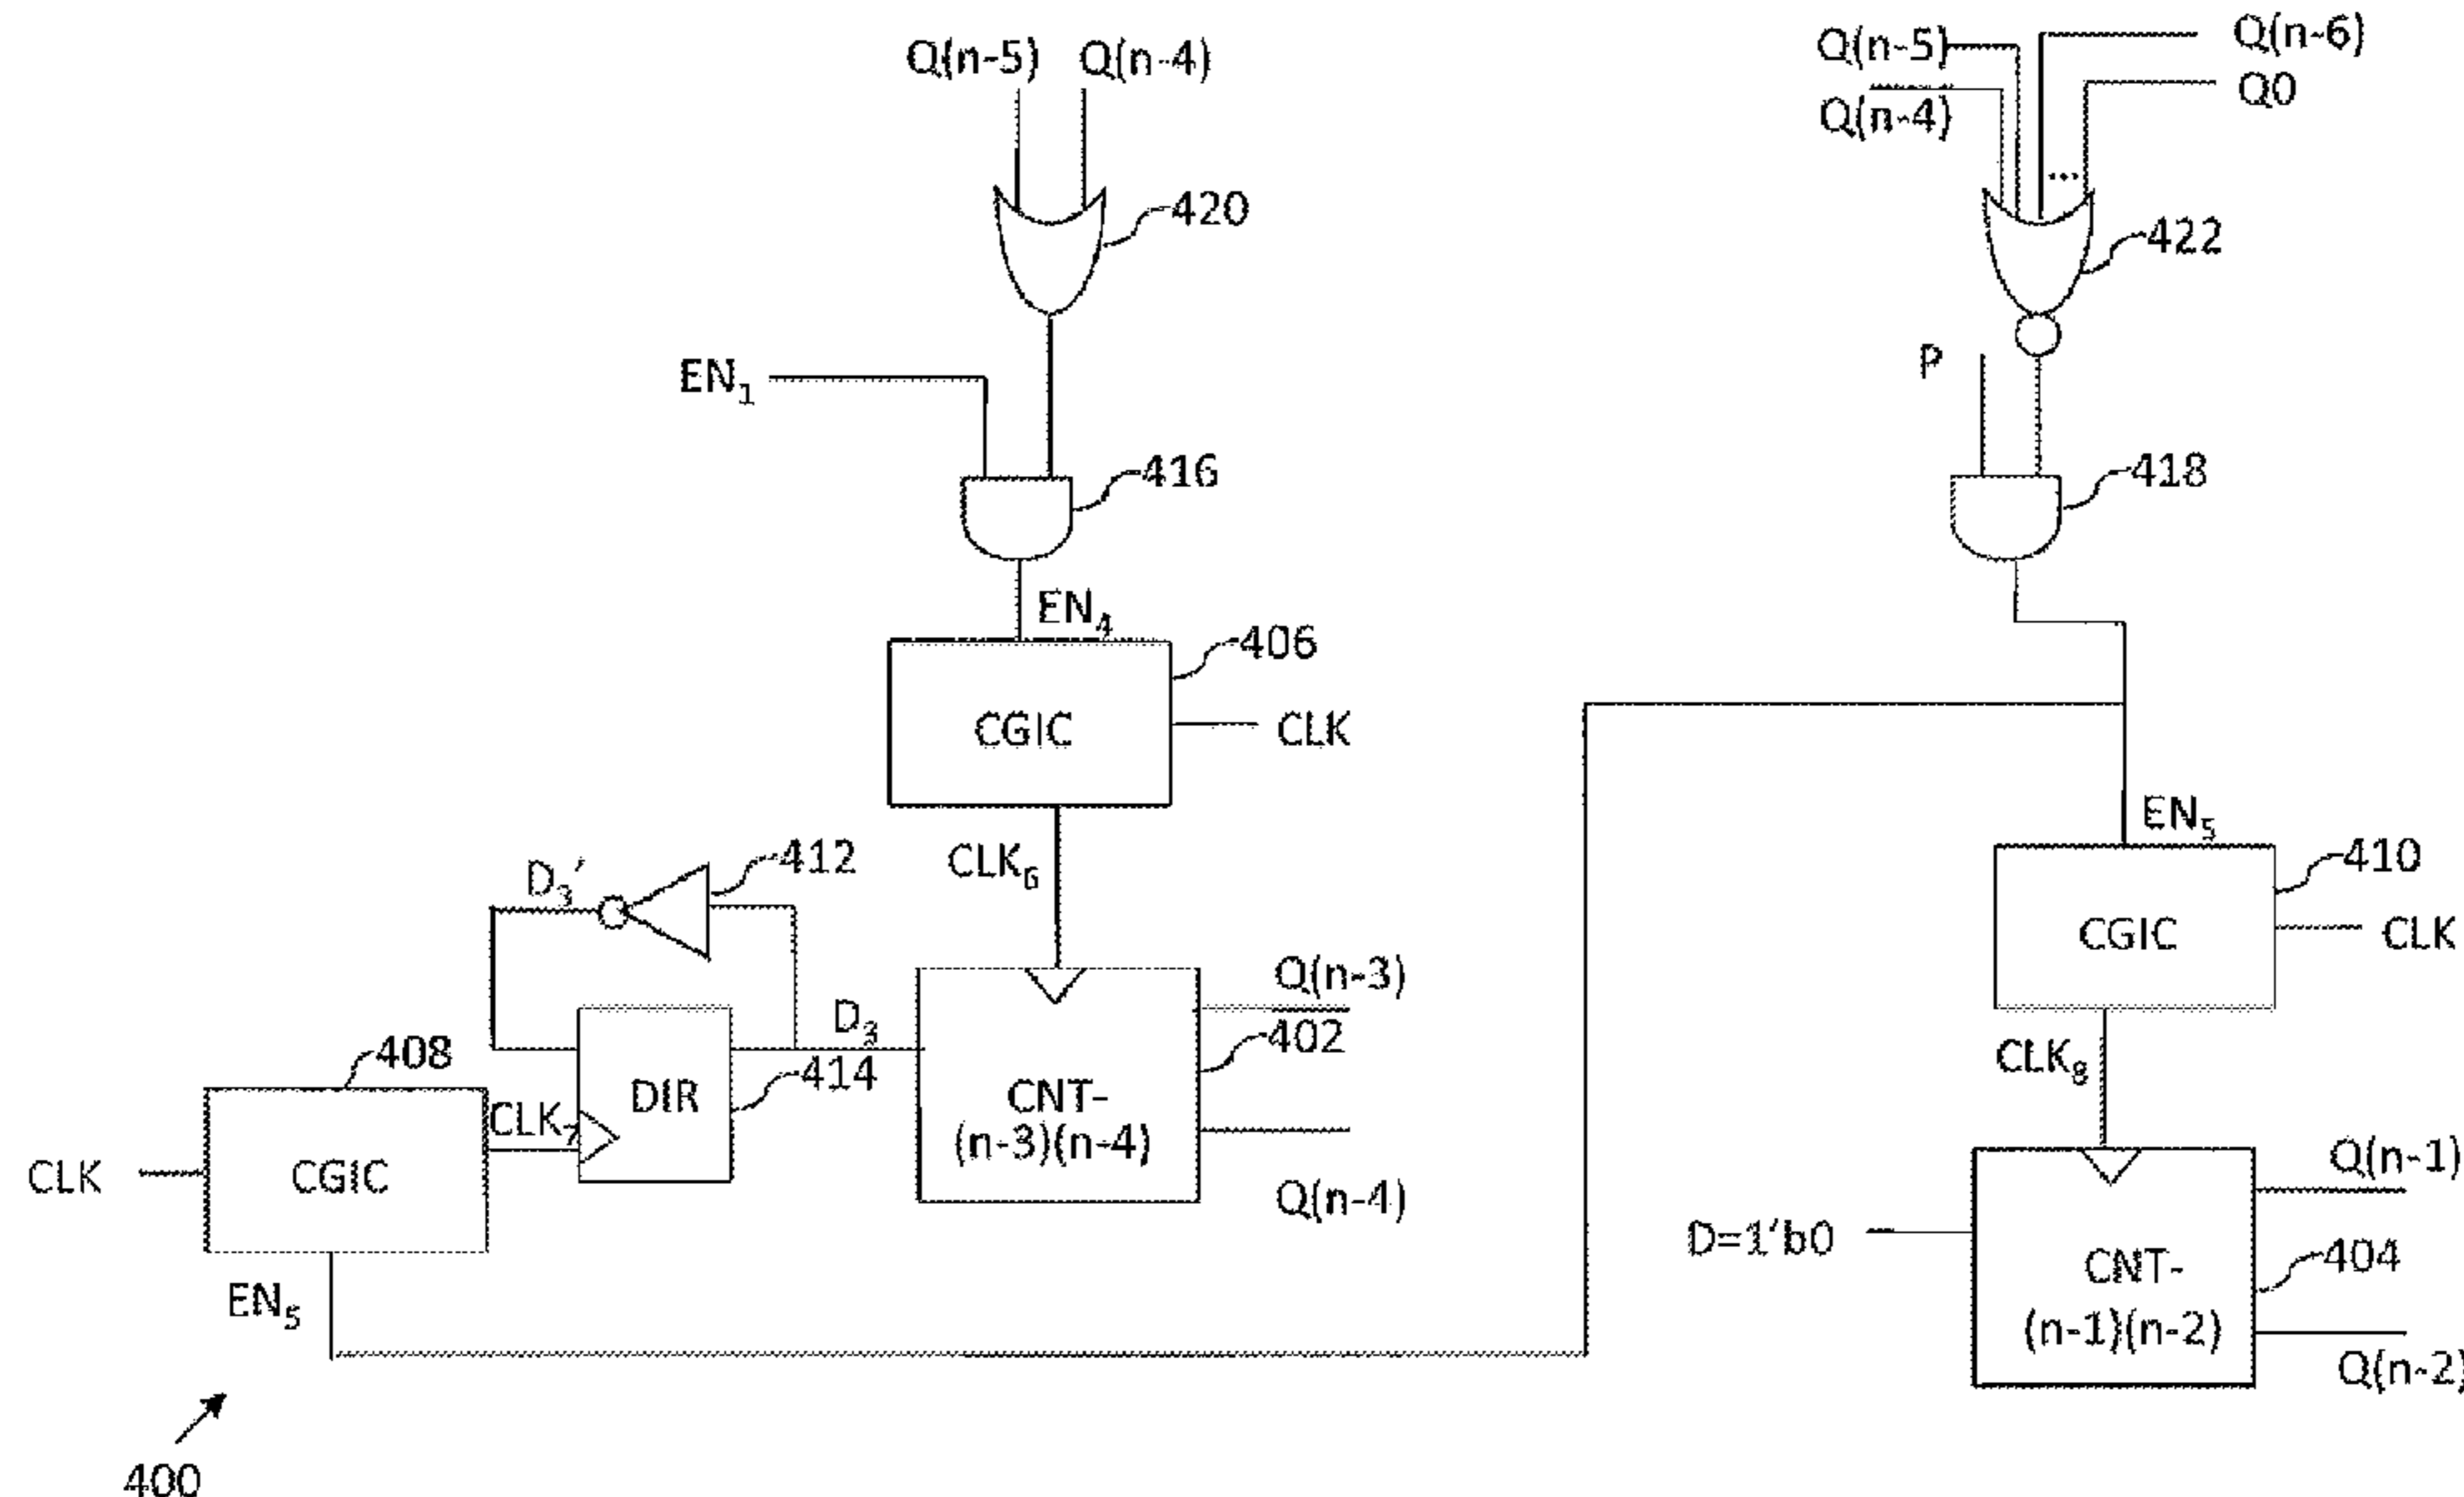 Q(n-5) Q(n-4)
Q(n-5) Q(n-6)
Q(n-4) Q0
...
420
422
EN1
P
416
418
EN4
406
CGIC CLK
EN5
CLK6
412
D3'
410
CGIC CLK
Q(n-3)
D3
402
408
DIR
414
CNT-
(n-3)(n-4)
CLK8
CLK7
CLK CGIC
Q(n-4)
Q(n-1)
D=1'b0
404
CNT-
(n-1)(n-2)
EN5
Q(n-2)
400